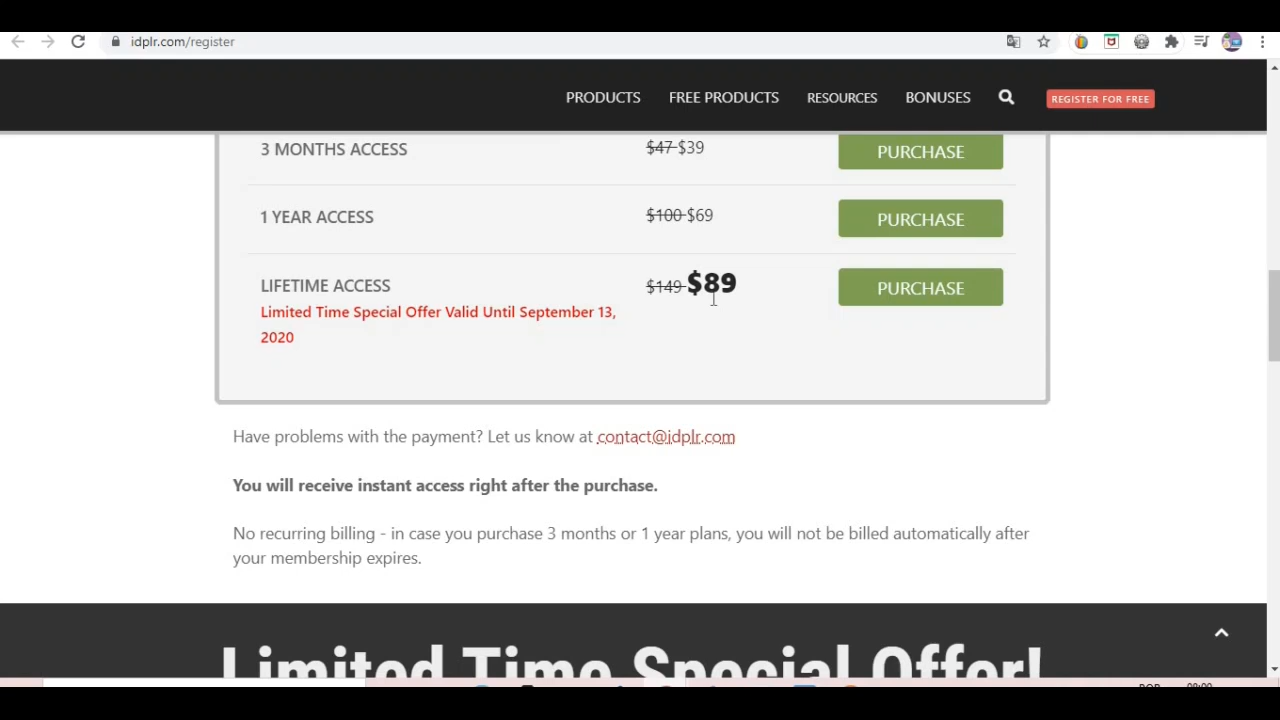 idplr.com/register
PRODUCTS FREE PRODUCTS RESOURCES BONUSES REGISTER FOR FREE
3 MONTHS ACCESS $47 $39 PURCHASE
1 YEAR ACCESS $100 $69 PURCHASE
LIFETIME ACCESS $149 $89 PURCHASE
Limited Time Special Offer Valid Until September 13,
2020
Have problems with the payment? Let us know at contact@idplr.com
You will receive instant access right after the purchase.
No recurring billing - in case you purchase 3 months or 1 year plans, you will not be billed automatically after
your membership expires.
Limited Time Special Offer!